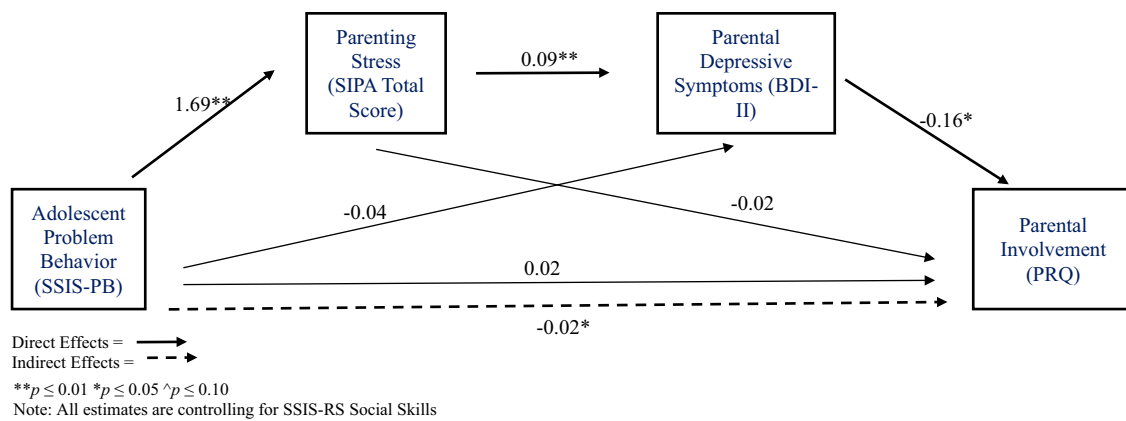 Parenting
Stress
(SIPA Total
Score)
0.09**
Parental
Depressive
Symptoms (BDI-
II)
1.69**
-0.16*
Adolescent
Problem
Behavior
(SSIS-PB)
-0.04
-0.02
Parental
Involvement
(PRQ)
0.02
-0.02*
Direct Effects =
Indirect Effects =
**p ≤ 0.01 *p ≤ 0.05 ^p ≤ 0.10
Note: All estimates are controlling for SSIS-RS Social Skills